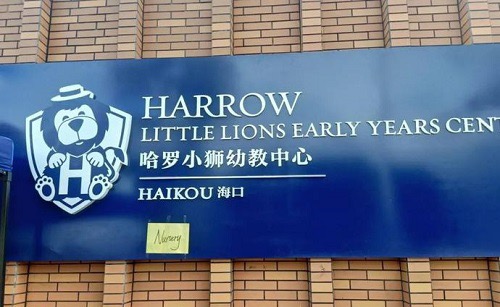 HARROW
LITTLE LIONS EARLY YEARS CENT
哈罗小狮幼教中心
HAIKOU 海口
H
Nursery